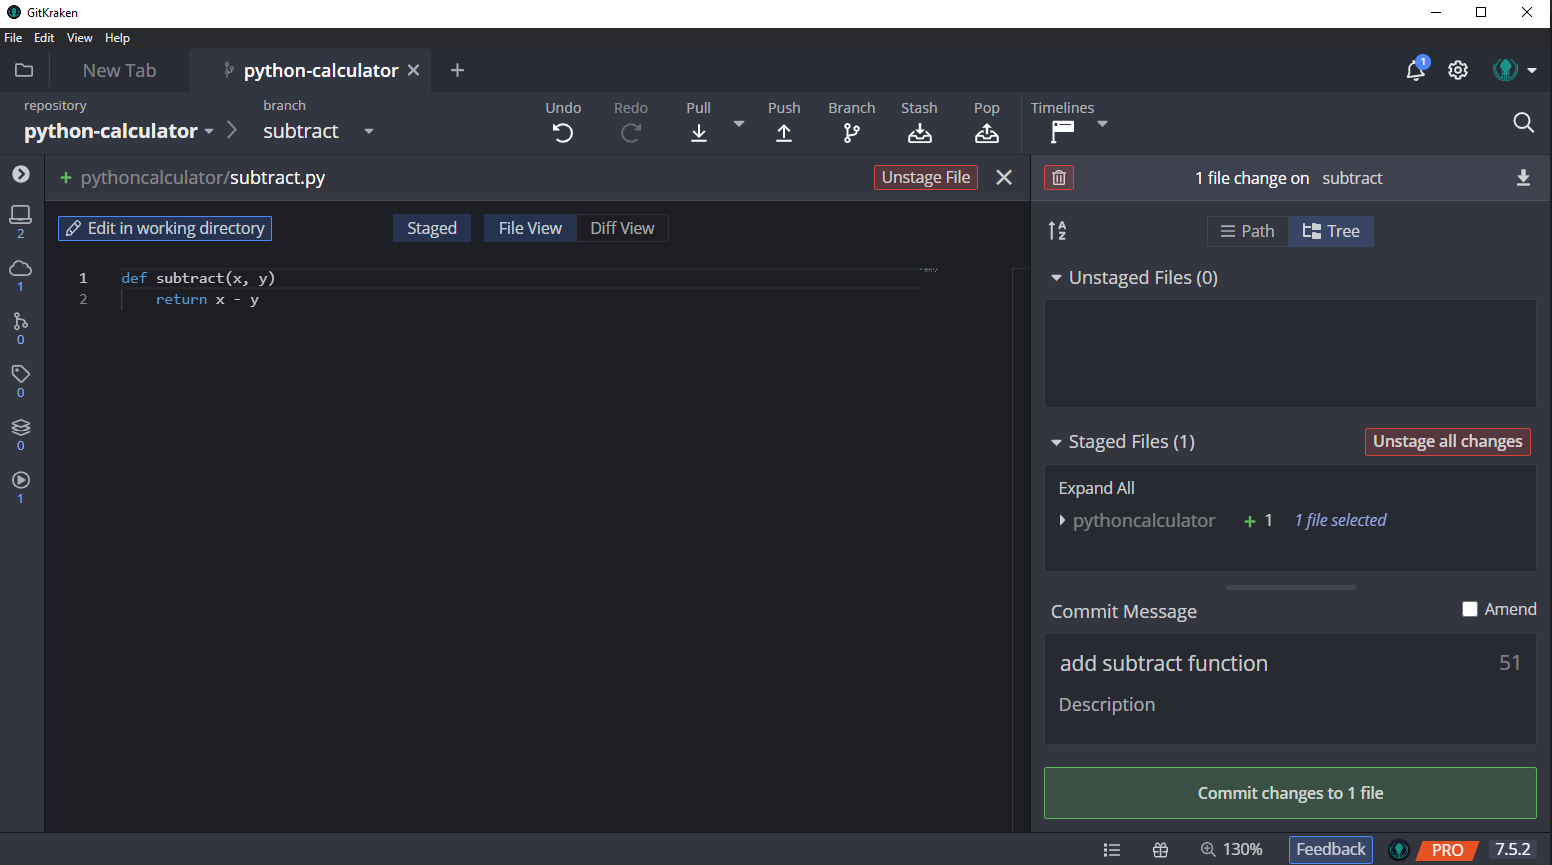 GitKraken
File Edit View Help
New Tab python-calculator
1
repository branch Undo Redo Pull Push Branch Stash Pop Timelines
python-calculator subtract
pythoncalculator/subtract.py Unstage File
1 file change on subtract
Edit in working directory Staged File View Diff View
Path Tree
2
1
0
0
0
1
1 def subtract(x, y)
2 return x - y
Unstaged Files (0)
Staged Files (1) Unstage all changes
Expand All
pythoncalculator + 1 1 file selected
Commit Message Amend
add subtract function 51
Description
Commit changes to 1 file
130% Feedback PRO 7.5.2